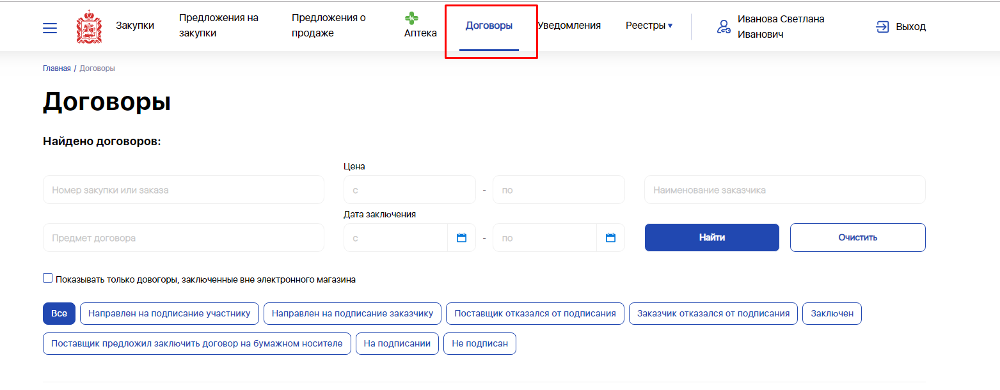 Закупки
Предложения на
закупки
Предложения о
продаже
Аптека
Договоры
Уведомления
Реестры ▾
Иванова Светлана
Иванович
Выход
Главная / Договоры
Договоры
Найдено договоров:
Цена
Номер закупки или заказа
с - по
Наименование заказчика
Дата заключения
Предмет договора
с - по
Найти
Очистить
Показывать только довогоры, заключенные вне электронного магазина
Все
Направлен на подписание участнику
Направлен на подписание заказчику
Поставщик отказался от подписания
Заказчик отказался от подписания
Заключен
Поставщик предложил заключить договор на бумажном носителе
На подписании
Не подписан